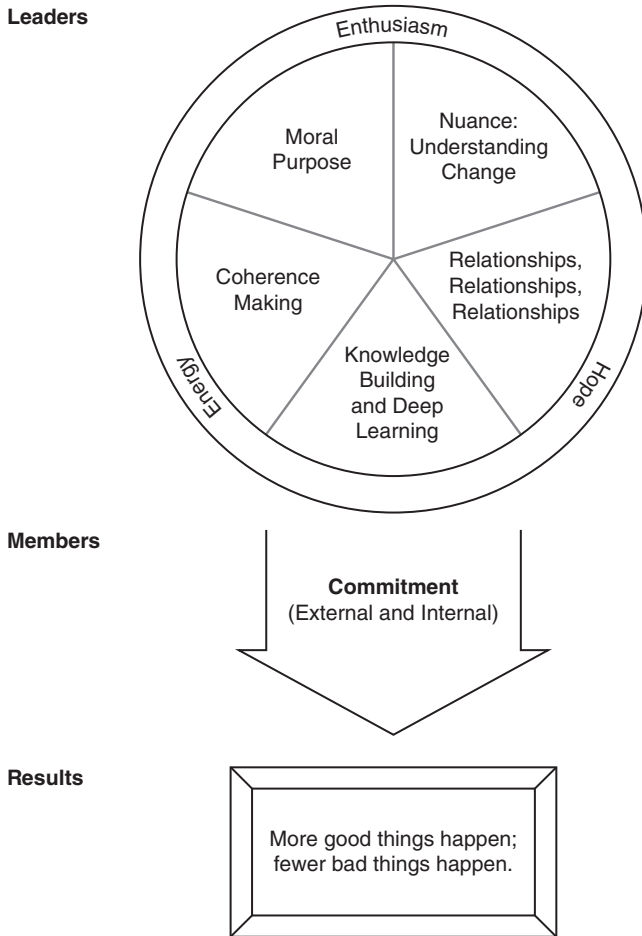 Leaders
Enthusiasm
Moral
Purpose
Nuance:
Understanding
Change
Coherence
Making
Relationships,
Relationships,
Relationships
Knowledge
Building
and Deep
Learning
Energy
Hope
Members
Commitment
(External and Internal)
Results
More good things happen;
fewer bad things happen.